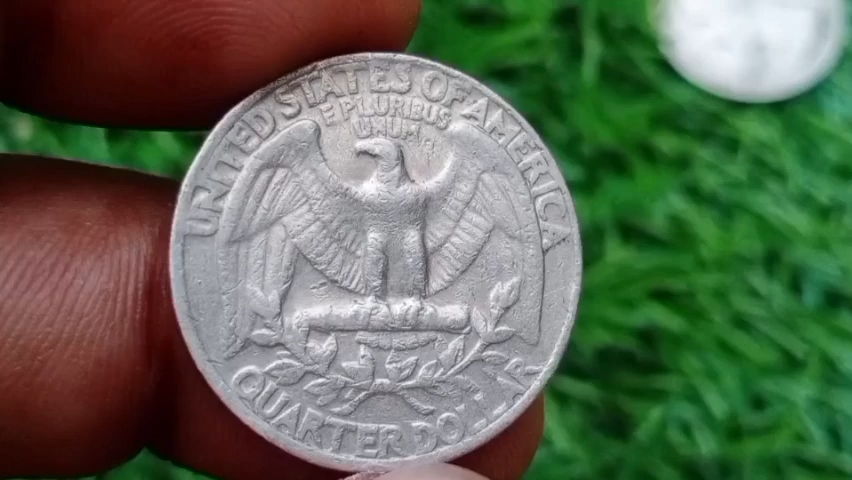 UNITED STATES OF AMERICA
E PLURIBUS
UNUM
QUARTER DOLLAR